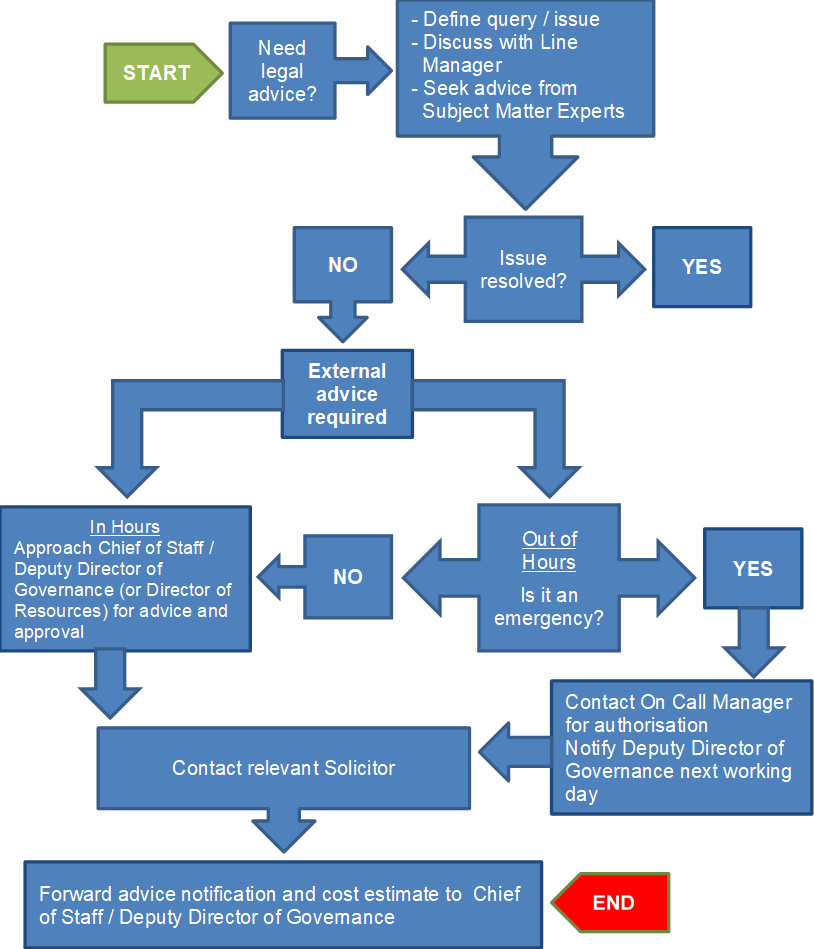 START
Need
legal
advice?
- Define query / issue
- Discuss with Line
Manager
- Seek advice from
Subject Matter Experts
NO
Issue
resolved?
YES
External
advice
required
In Hours
Approach Chief of Staff /
Deputy Director of
Governance (or Director of
Resources) for advice and
approval
NO
Out of
Hours
Is it an
emergency?
YES
Contact On Call Manager
for authorisation
Notify Deputy Director of
Governance next working
day
Contact relevant Solicitor
Forward advice notification and cost estimate to Chief
of Staff / Deputy Director of Governance
END